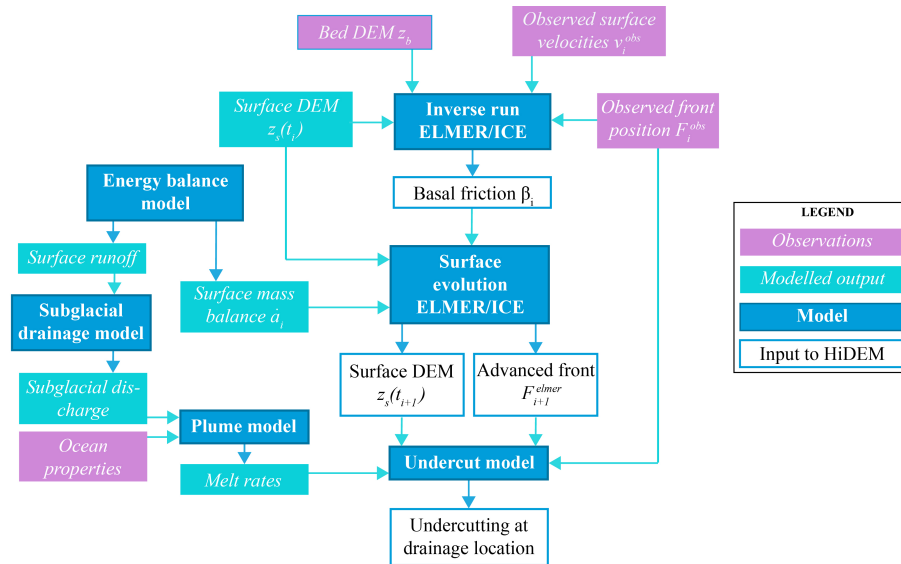 Bed DEM z_b
Observed surface
velocities v_i^obs
Surface DEM
z_s(t_i)
Inverse run
ELMER/ICE
Observed front
position F_i^obs
Energy balance
model
Basal friction β_i
Surface runoff
Surface mass
balance ȧ_i
Surface
evolution
ELMER/ICE
Subglacial
drainage model
Surface DEM
z_s(t_{i+1})
Advanced front
F_{i+1}^{elmer}
Subglacial dis-
charge
Plume model
Ocean
properties
Melt rates
Undercut model
Undercutting at
drainage location
LEGEND
Observations
Modelled output
Model
Input to HiDEM